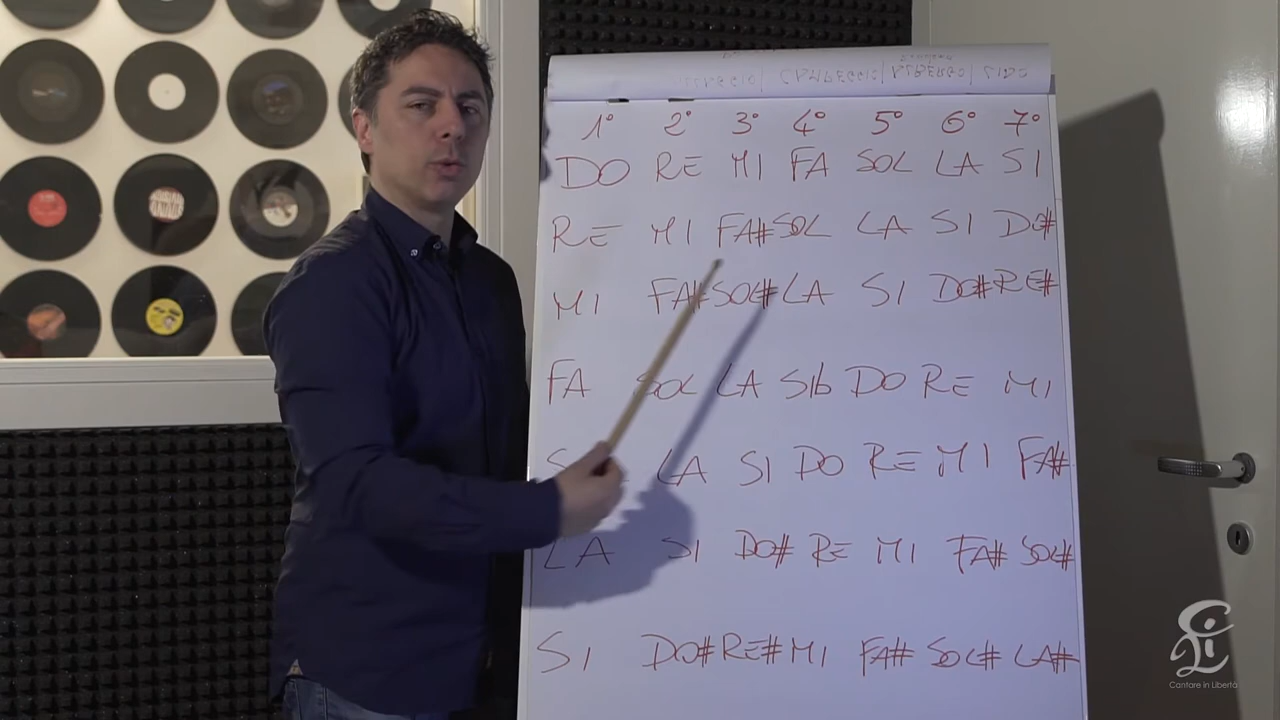 1° 2° 3° 4° 5° 6° 7°
DO RE MI FA SOL LA SI
RE MI FA# SOL LA SI DO#
MI FA# SOL# LA SI DO# RE#
FA SOL LA SIb DO RE MI
LA SI DO RE MI FA#
LA SI DO# RE MI FA# SOL#
SI DO# RE# MI FA# SOL# LA#
Cantare in Libertà